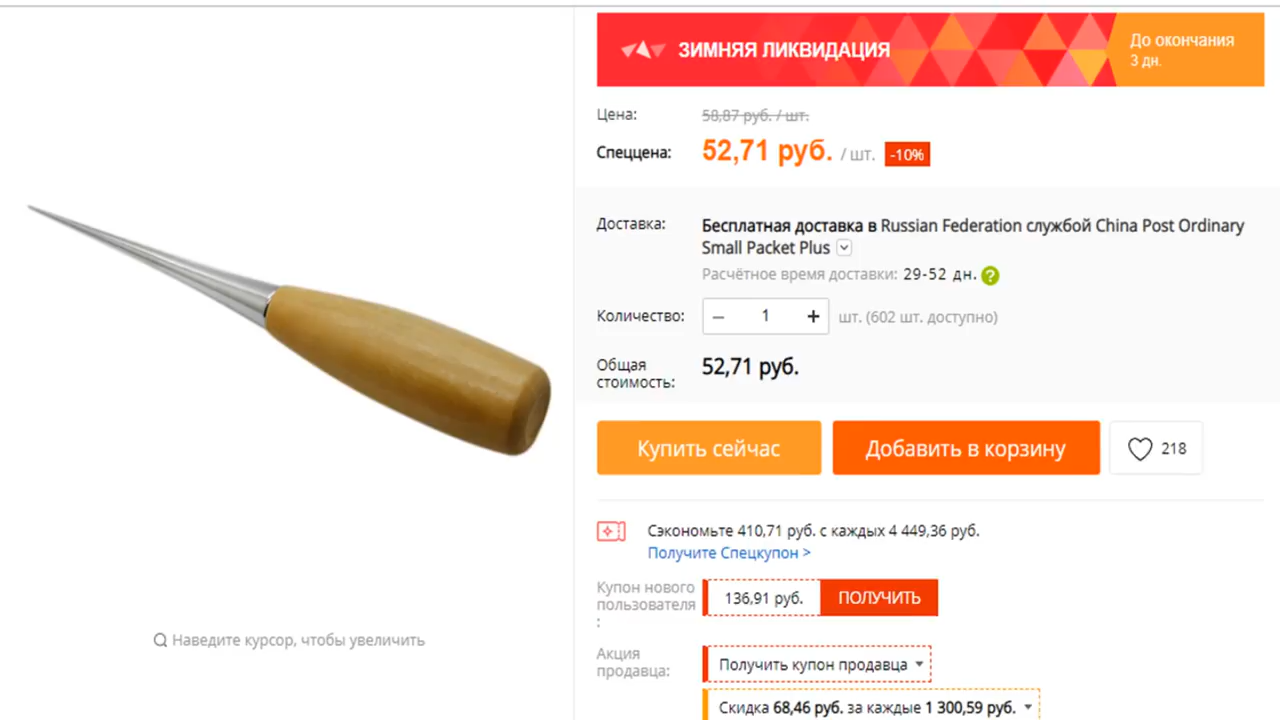 ЗИМНЯЯ ЛИКВИДАЦИЯ
До окончания
3 дн.
Цена: 58,87 руб. / шт.
Спеццена: 52,71 руб. / шт. -10%
Доставка: Бесплатная доставка в Russian Federation службой China Post Ordinary
Small Packet Plus
Расчётное время доставки: 29-52 дн. ?
Количество: – 1 + шт. (602 шт. доступно)
Общая
стоимость: 52,71 руб.
Купить сейчас Добавить в корзину 218
Сэкономьте 410,71 руб. с каждых 4 449,36 руб.
Получите Спецкупон >
Купон нового
пользователя
:
136,91 руб. ПОЛУЧИТЬ
Наведите курсор, чтобы увеличить
Акция
продавца:
Получить купон продавца
Скидка 68,46 руб. за каждые 1 300,59 руб.